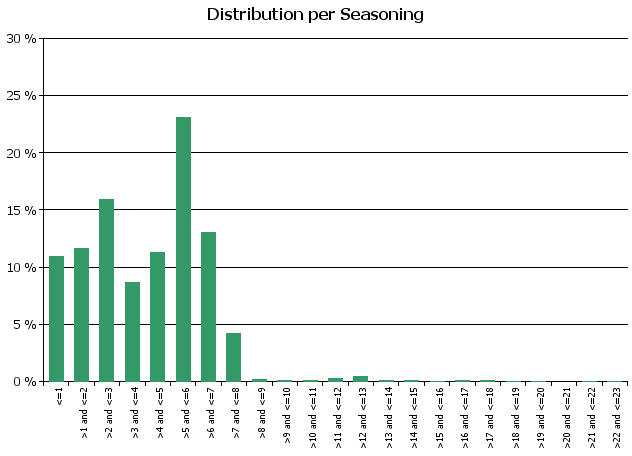 Distribution per Seasoning
30 %
25 %
20 %
15 %
10 %
5 %
0 %
<=1
>1 and <=2
>2 and <=3
>3 and <=4
>4 and <=5
>5 and <=6
>6 and <=7
>7 and <=8
>8 and <=9
>9 and <=10
>10 and <=11
>11 and <=12
>12 and <=13
>13 and <=14
>14 and <=15
>15 and <=16
>16 and <=17
>17 and <=18
>18 and <=19
>19 and <=20
>20 and <=21
>21 and <=22
>22 and <=23